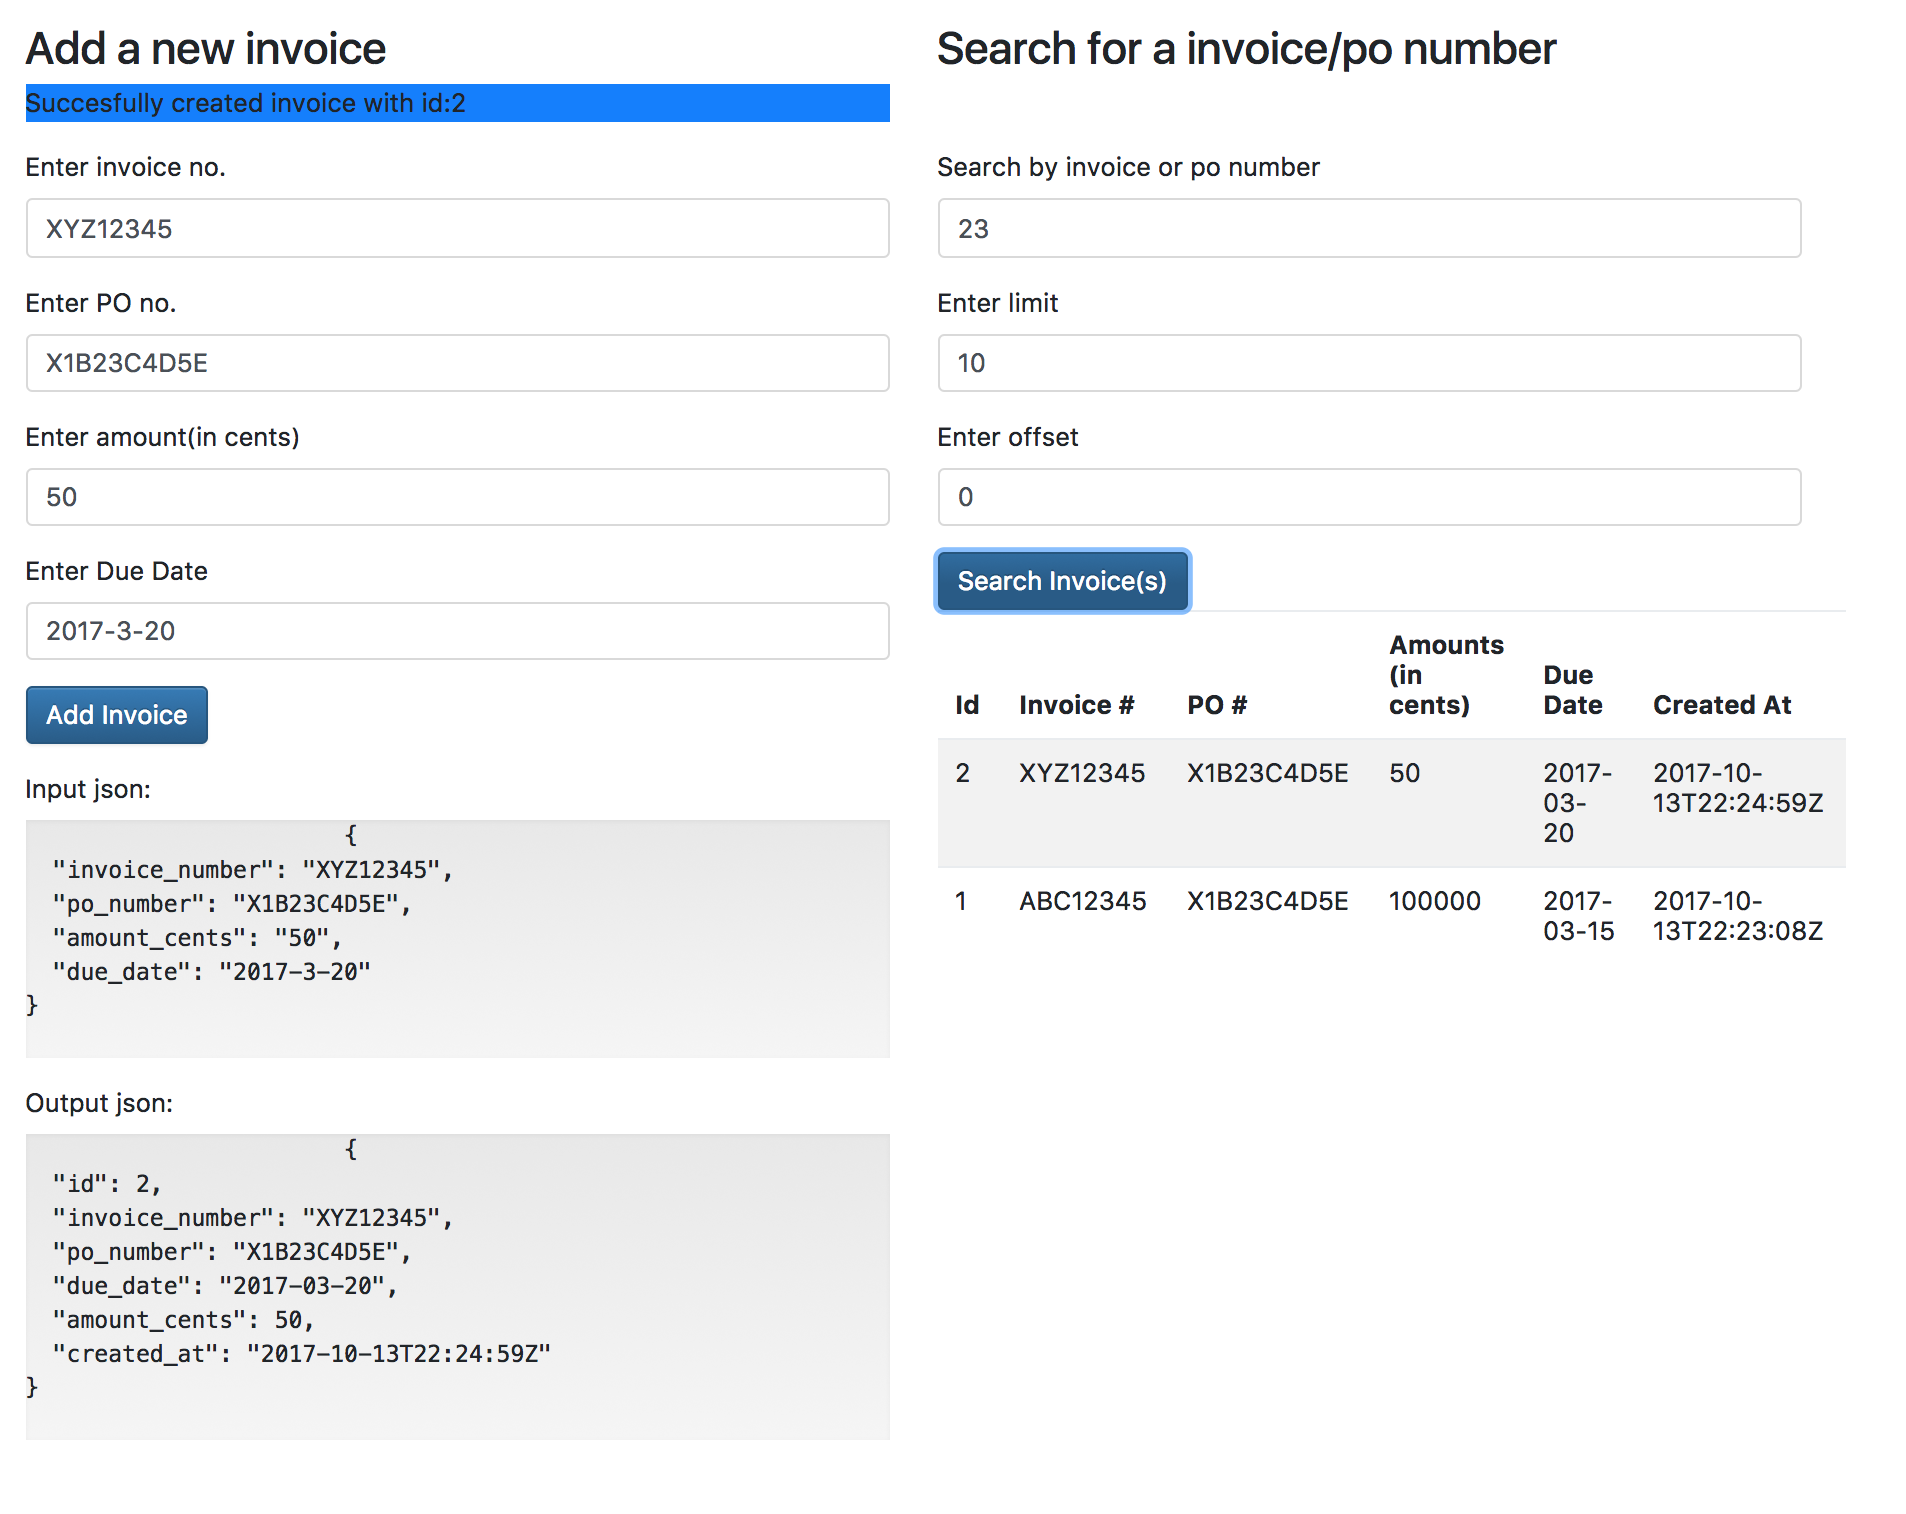 Add a new invoice
Succesfully created invoice with id:2
Enter invoice no.
XYZ12345
Enter PO no.
X1B23C4D5E
Enter amount(in cents)
50
Enter Due Date
2017-3-20
Add Invoice
Input json:
{
"invoice_number": "XYZ12345",
"po_number": "X1B23C4D5E",
"amount_cents": "50",
"due_date": "2017-3-20"
}
Output json:
{
"id": 2,
"invoice_number": "XYZ12345",
"po_number": "X1B23C4D5E",
"due_date": "2017-03-20",
"amount_cents": 50,
"created_at": "2017-10-13T22:24:59Z"
}
Search for a invoice/po number
Search by invoice or po number
23
Enter limit
10
Enter offset
0
Search Invoice(s)
Amounts
(in Due
Id Invoice # PO # cents) Date Created At
2 XYZ12345 X1B23C4D5E 50 2017- 2017-10-
03- 13T22:24:59Z
20
1 ABC12345 X1B23C4D5E 100000 2017- 2017-10-
03-15 13T22:23:08Z